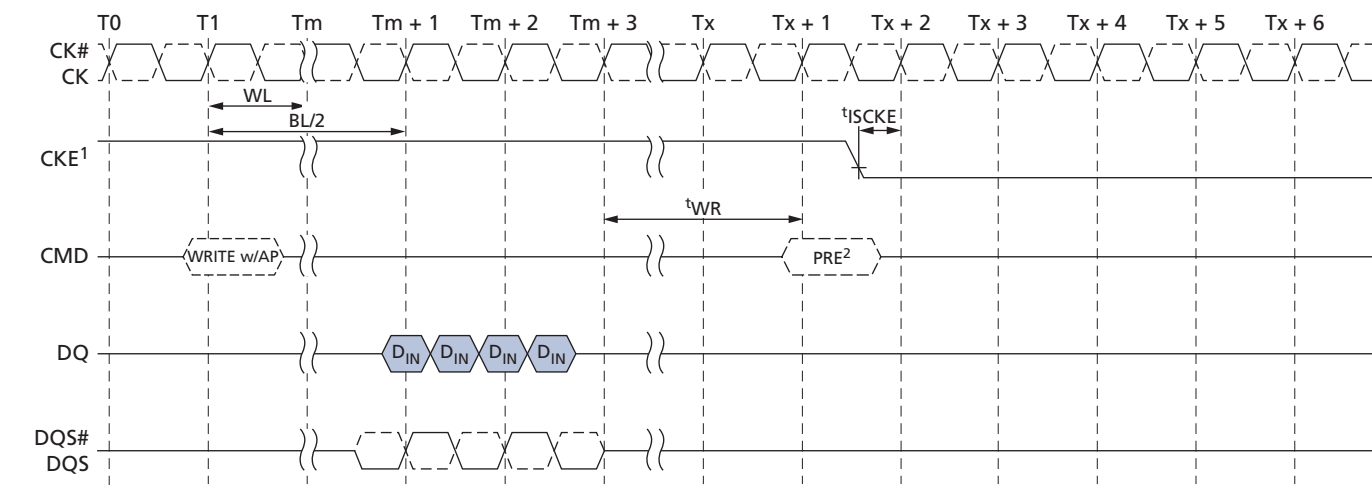 T0 T1 Tm Tm + 1 Tm + 2 Tm + 3 Tx Tx + 1 Tx + 2 Tx + 3 Tx + 4 Tx + 5 Tx + 6
CK#
CK
WL
BL/2
tISCKE
CKE1
tWR
CMD WRITE w/AP PRE2
DQ DIN DIN DIN DIN
DQS#
DQS